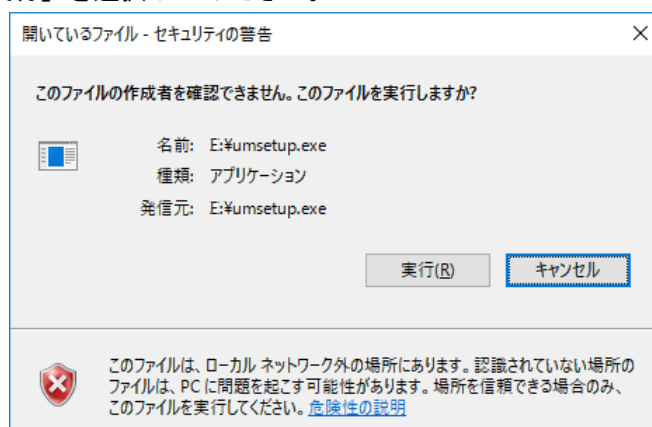 開いているファイル - セキュリティの警告
このファイルの作成者を確認できません。このファイルを実行しますか?
名前: E:¥umsetup.exe
種類: アプリケーション
発信元: E:¥umsetup.exe
実行(R) キャンセル
このファイルは、ローカル ネットワーク外の場所にあります。認識されていない場所の
ファイルは、PC に問題を起こす可能性があります。場所を信頼できる場合のみ、
このファイルを実行してください。危険性の説明